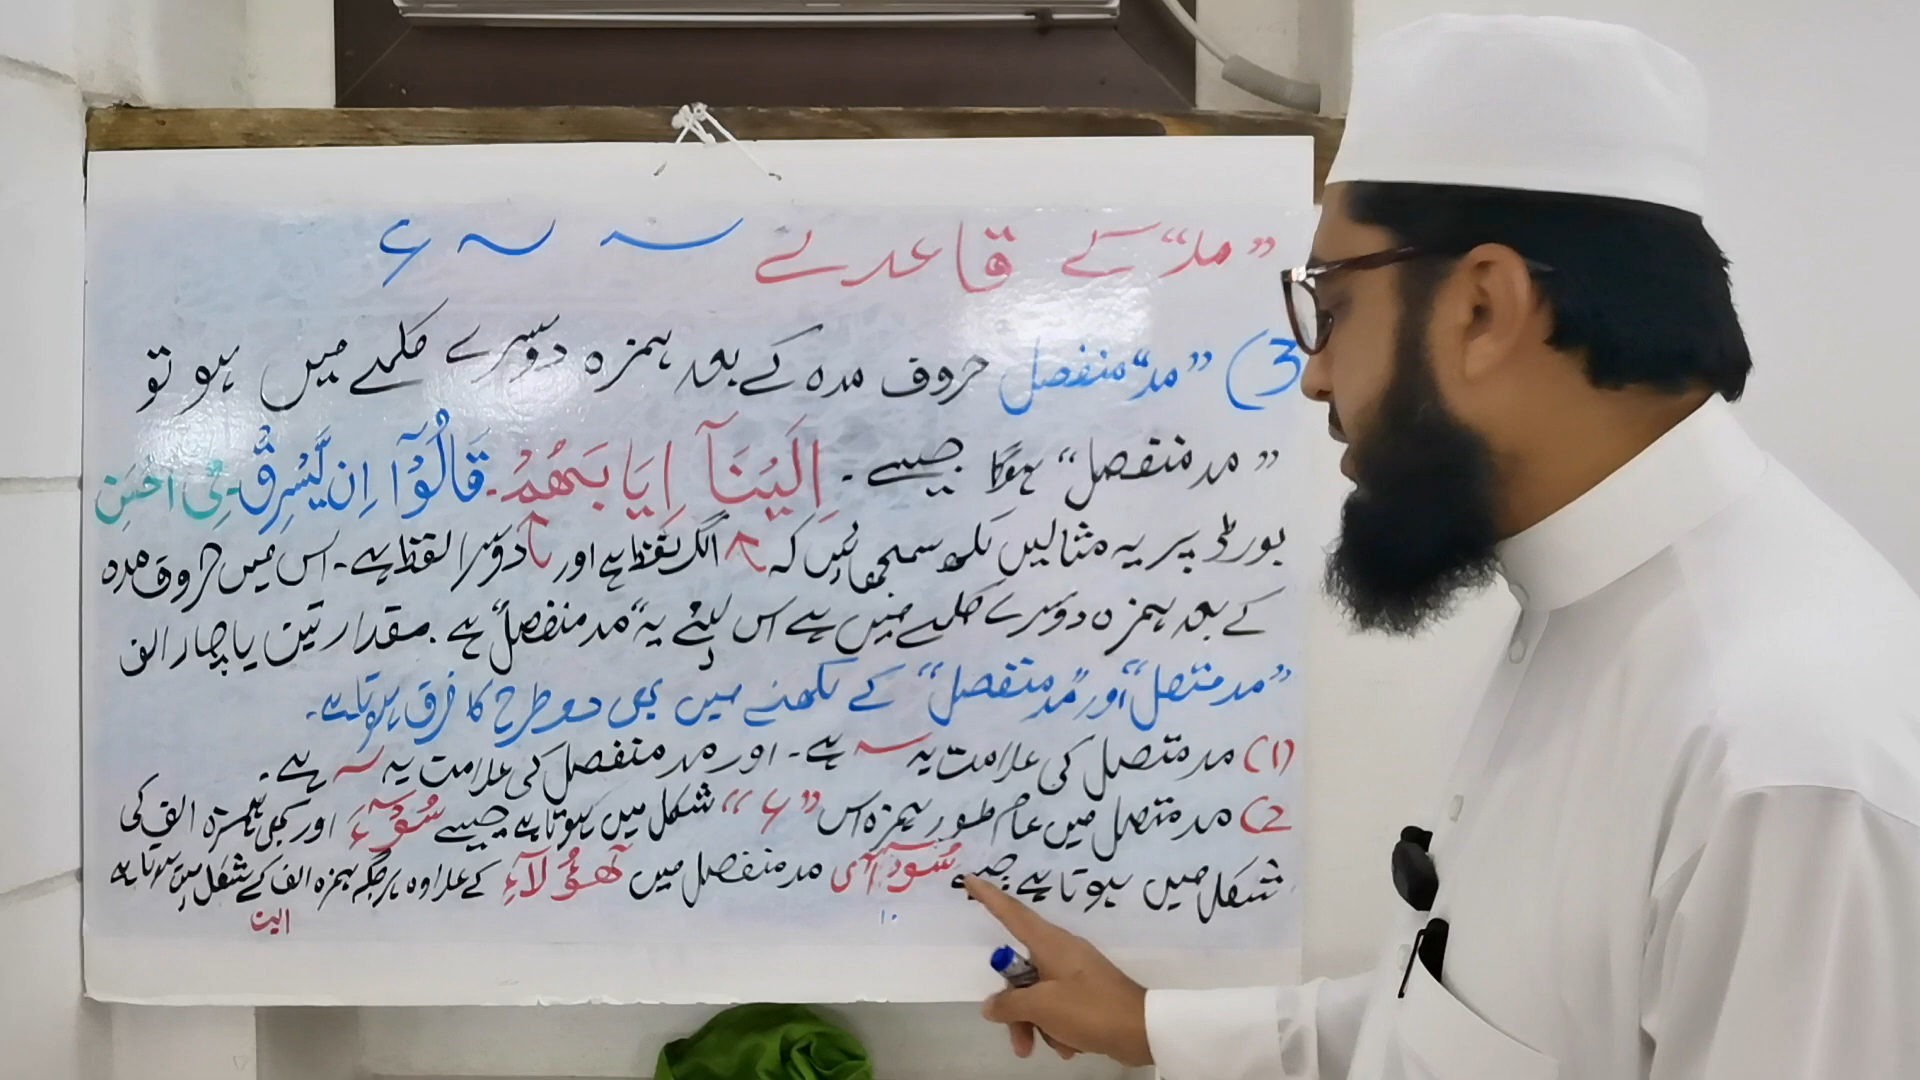 ”مد“ کے قاعدے ۔ ٓ ٓ ء
3) ”مد“ منفصل حروف مدہ کے بعد ہمزہ دوسرے کلمے میں ہو تو
”مد منفصل“ ہوگا جیسے ۔ اِلَیْنَآ اِیَابَہُمْ ۔ قَالُوْٓا اِنْ یَّسْرِقْ ۔ اَحْسَنِ
بورڈ پر یہ مثالیں لکھ سمجھائیں کہ ↑ الگ لفظ ہے اور ↑ دوسرا لفظ ہے ۔ اس میں حروف مدہ
کے بعد ہمزہ دوسرے کلمے میں ہے اس لیئے یہ ”مد منفصل“ ہے ۔ مقدار تین یا چار الف
”مد متصل“ اور ”مد منفصل“ کے لکھنے میں بھی دو طرح کا فرق ہوتا ہے ۔
(1) مد متصل کی علامت یہ ٓ ہے ۔ اور مد منفصل کی علامت یہ ٓ ہے ۔
(2 مد متصل میں عام طور ہمزہ اس ”ء“ شکل میں ہوتا ہے جیسے سُوْٓءَ اور کبھی ہمزہ الف کی
شکل میں ہوتا ہے جیسے مد منفصل میں ھٰٓؤُلَآءِ کے علاوہ ہر جگہ ہمزہ الف کے شکل میں ہوتا ہے